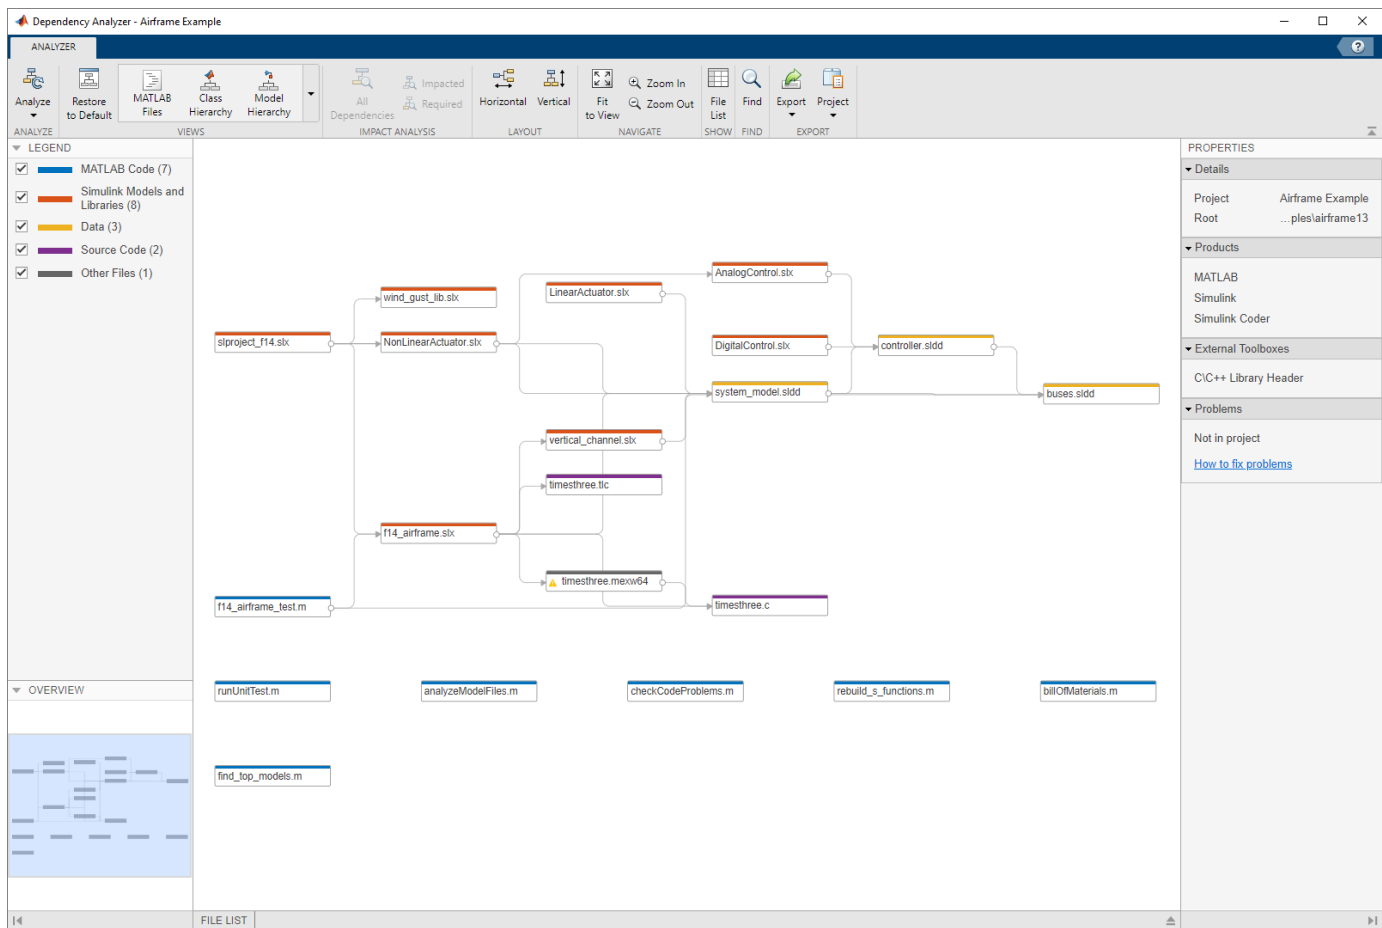 Dependency Analyzer - Airframe Example
ANALYZER
?
Analyze
Restore
to Default
MATLAB
Files
Class
Hierarchy
Model
Hierarchy
All
Dependencies
Impacted
Required
Horizontal
Vertical
Fit
to View
Zoom In
Zoom Out
File
List
Find
Export
Project
ANALYZE
VIEWS
IMPACT ANALYSIS
LAYOUT
NAVIGATE
SHOW
FIND
EXPORT
LEGEND
MATLAB Code (7)
Simulink Models and
Libraries (8)
Data (3)
Source Code (2)
Other Files (1)
OVERVIEW
AnalogControl.slx
wind_gust_lib.slx
LinearActuator.slx
slproject_f14.slx
NonLinearActuator.slx
DigitalControl.slx
controller.sldd
system_model.sldd
buses.sldd
vertical_channel.slx
timesthree.tlc
f14_airframe.slx
timesthree.mexw64
f14_airframe_test.m
timesthree.c
runUnitTest.m
analyzeModelFiles.m
checkCodeProblems.m
rebuild_s_functions.m
billOfMaterials.m
find_top_models.m
FILE LIST
PROPERTIES
Details
Project Airframe Example
Root ...ples\airframe13
Products
MATLAB
Simulink
Simulink Coder
External Toolboxes
C\C++ Library Header
Problems
Not in project
How to fix problems